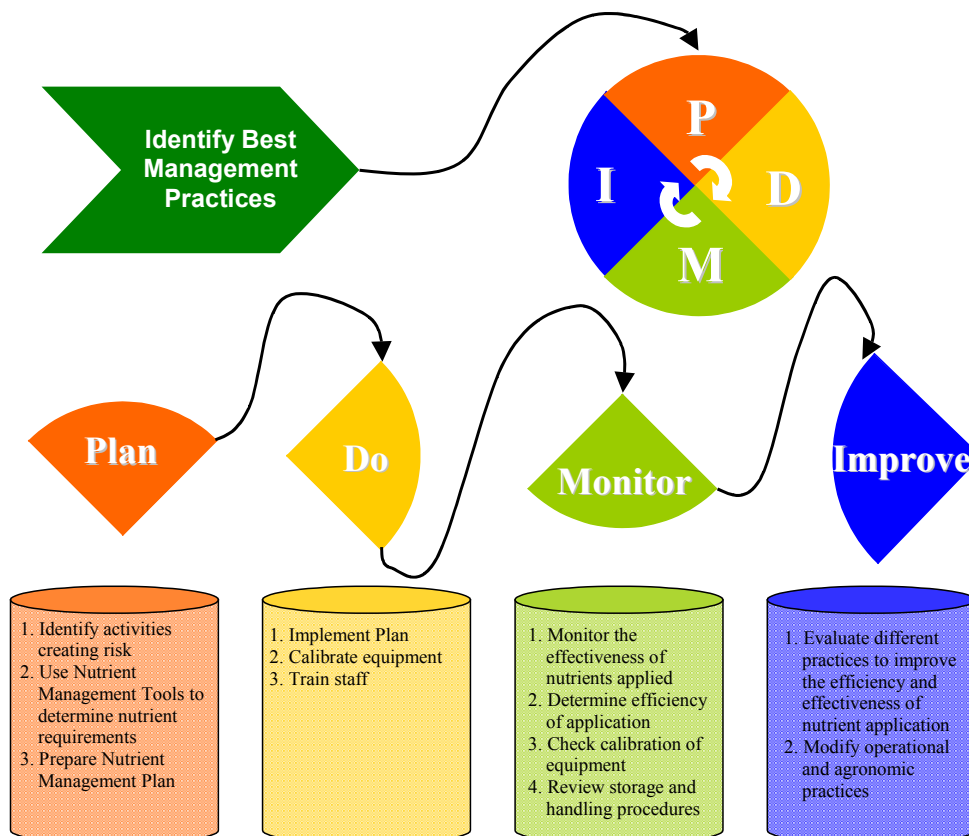 Identify Best
Management
Practices
P
I
D
M
Plan
Do
Monitor
Improve
1. Identify activities
creating risk
2. Use Nutrient
Management Tools to
determine nutrient
requirements
3. Prepare Nutrient
Management Plan
1. Implement Plan
2. Calibrate equipment
3. Train staff
1. Monitor the
effectiveness of
nutrients applied
2. Determine efficiency
of application
3. Check calibration of
equipment
4. Review storage and
handling procedures
1. Evaluate different
practices to improve
the efficiency and
effectiveness of
nutrient application
2. Modify operational
and agronomic
practices